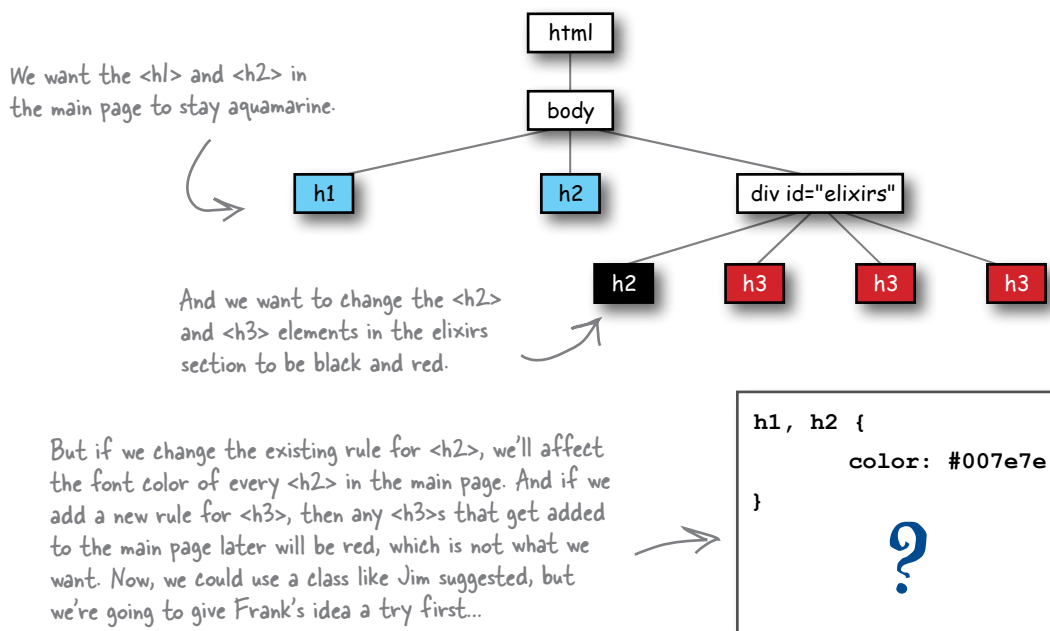 html
We want the <h1> and <h2> in
the main page to stay aquamarine.
body
h1
h2
div id="elixirs"
h2
h3
h3
h3
And we want to change the <h2>
and <h3> elements in the elixirs
section to be black and red.
But if we change the existing rule for <h2>, we'll affect
the font color of every <h2> in the main page. And if we
add a new rule for <h3>, then any <h3>s that get added
to the main page later will be red, which is not what we
want. Now, we could use a class like Jim suggested, but
we're going to give Frank's idea a try first...
h1, h2 {
color: #007e7e
}
?